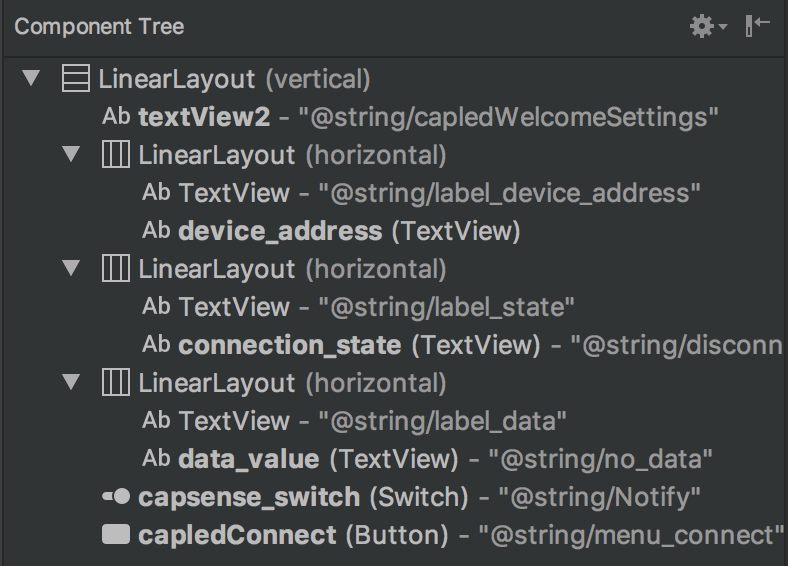 Component Tree
LinearLayout (vertical)
Ab textView2 - "@string/capledWelcomeSettings"
LinearLayout (horizontal)
Ab TextView - "@string/label_device_address"
Ab device_address (TextView)
LinearLayout (horizontal)
Ab TextView - "@string/label_state"
Ab connection_state (TextView) - "@string/disconn
LinearLayout (horizontal)
Ab TextView - "@string/label_data"
Ab data_value (TextView) - "@string/no_data"
capsense_switch (Switch) - "@string/Notify"
capledConnect (Button) - "@string/menu_connect"